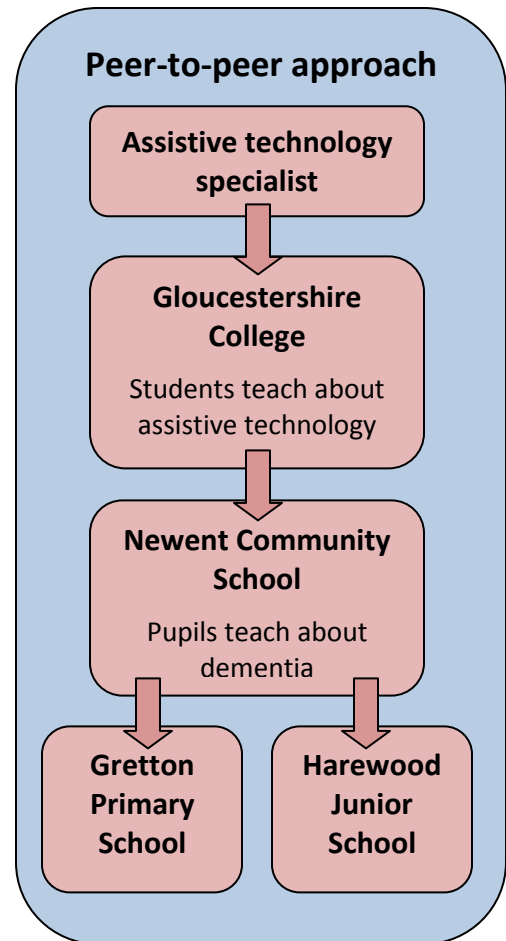 Peer-to-peer approach
Assistive technology
specialist
Gloucestershire
College
Students teach about
assistive technology
Newent Community
School
Pupils teach about
dementia
Gretton
Primary
School
Harewood
Junior
School